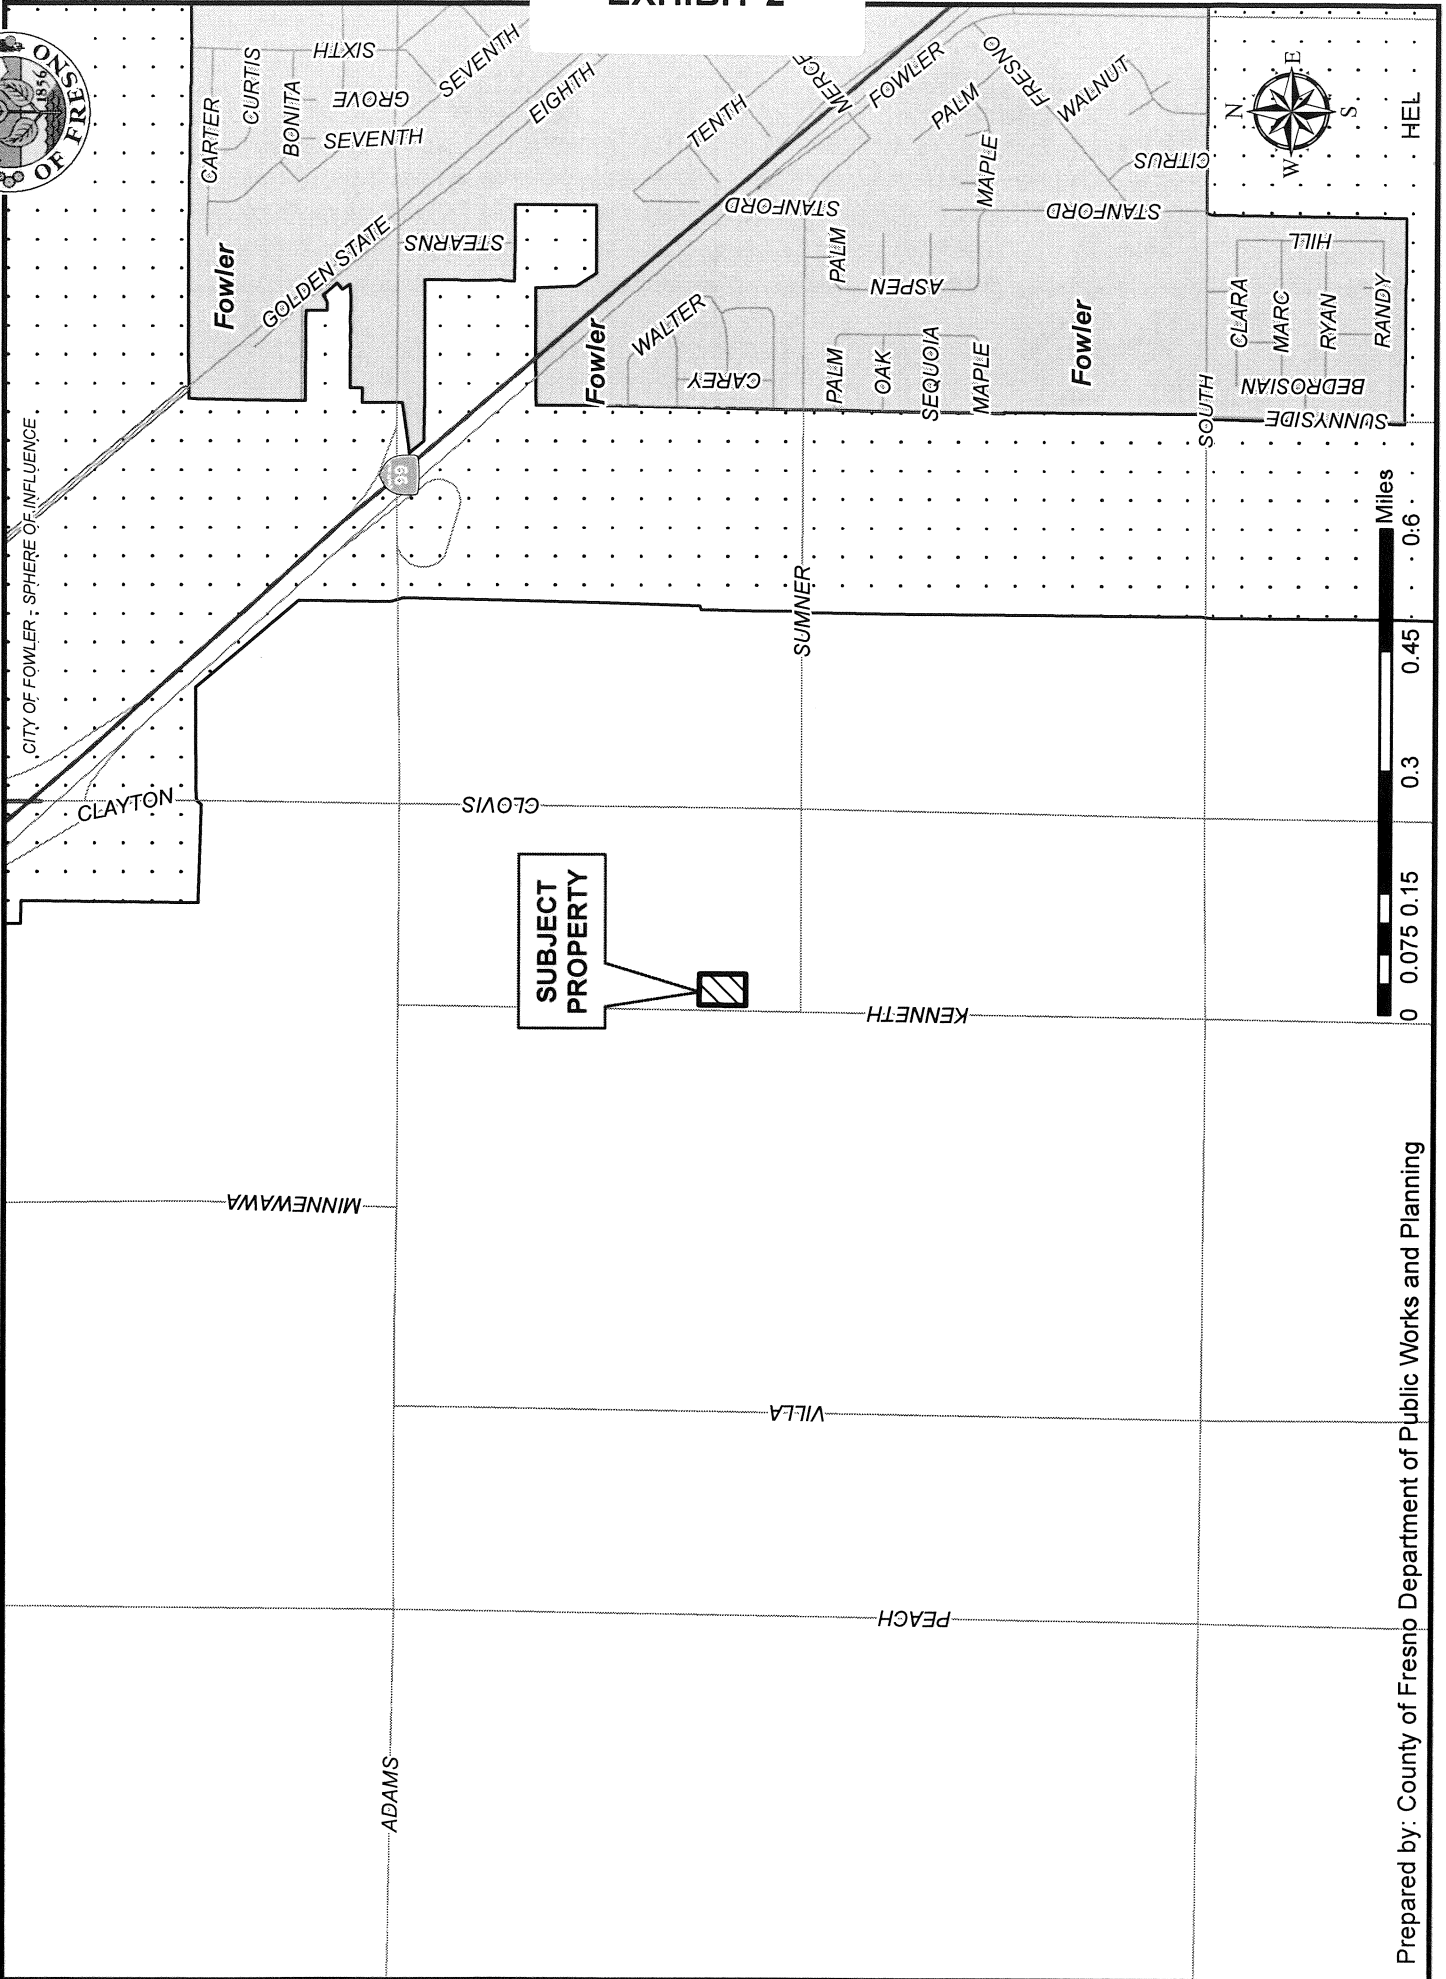 EXHIBIT 2
OF FRESNO
1856
CITY OF FOWLER - SPHERE OF INFLUENCE
CARTER
CURTIS
BONITA
SIXTH
GROVE
SEVENTH
SEVENTH
EIGHTH
TENTH
FOWLER
PALM
FRESNO
WALNUT
MAPLE
CITRUS
STANFORD
STANFORD
STEARNS
GOLDEN STATE
Fowler
PALM
ASPEN
HILL
WALTER
Fowler
CAREY
PALM
OAK
SEQUOIA
MAPLE
Fowler
CLARA
MARC
RYAN
RANDY
BEDROSIAN
SUNNYSIDE
SOUTH
99
SUMNER
CLAYTON
CLOVIS
SUBJECT
PROPERTY
KENNETH
MINNEWAWA
VILLA
PEACH
ADAMS
N
E
S
W
HEL
0 0.075 0.15 0.3 0.45 0.6
Miles
Prepared by: County of Fresno Department of Public Works and Planning